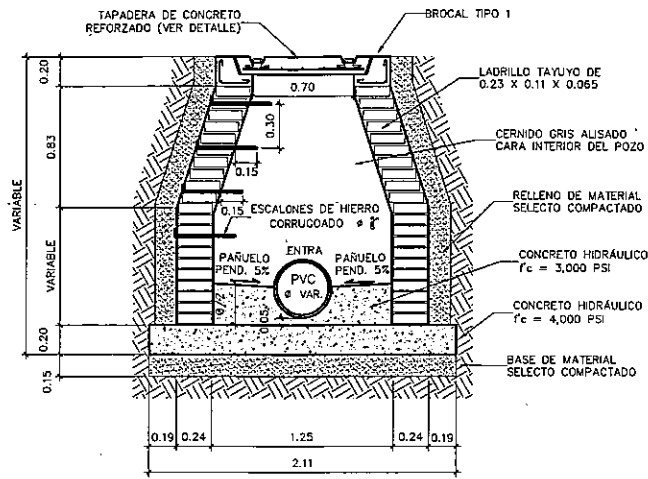 TAPADERA DE CONCRETO
REFORZADO (VER DETALLE)
BROCAL TIPO 1
0.20
0.70
LADRILLO TAYUYO DE
0.23 X 0.11 X 0.065
0.30
0.83
CERNIDO GRIS ALISADO
CARA INTERIOR DEL POZO
0.15
VARIABLE
0.15
ESCALONES DE HIERRO
CORRUGOADO
RELLENO DE MATERIAL
SELECTO COMPACTADO
VARIABLE
ENTRA
PAÑUELO
PEND. 5%
PAÑUELO
PEND. 5%
PVC
Ø VAR.
CONCRETO HIDRÁULICO
f'c = 3,000 PSI
0.05
CONCRETO HIDRÁULICO
f'c = 4,000 PSI
0.20
BASE DE MATERIAL
SELECTO COMPACTADO
0.15
0.19
0.24
1.25
0.24
0.19
2.11